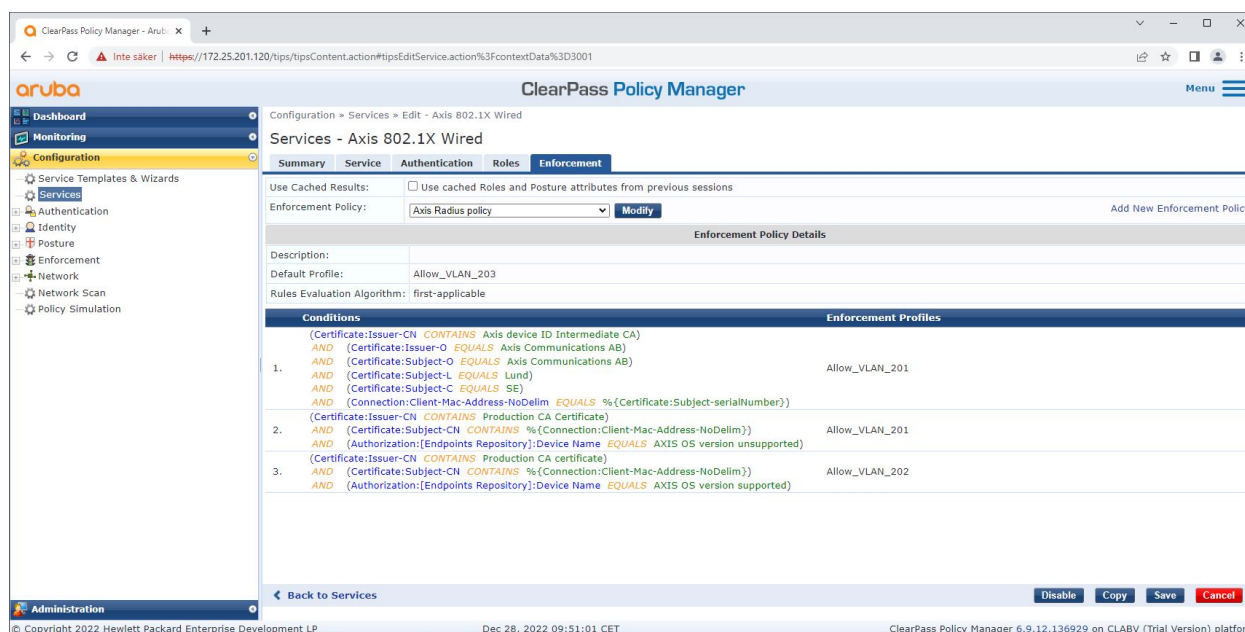 ClearPass Policy Manager - Arub
Inte säker | https://172.25.201.120/tips/tipsContent.action#tipsEditService.action%3FcontextData%3D3001
aruba
ClearPass Policy Manager
Menu
Dashboard
Monitoring
Configuration
Service Templates & Wizards
Services
Authentication
Identity
Posture
Enforcement
Network
Network Scan
Policy Simulation
Administration
Configuration » Services » Edit - Axis 802.1X Wired
Services - Axis 802.1X Wired
Summary Service Authentication Roles Enforcement
Use Cached Results: Use cached Roles and Posture attributes from previous sessions
Enforcement Policy: Axis Radius policy Modify Add New Enforcement Polic
Enforcement Policy Details
Description:
Default Profile: Allow_VLAN_203
Rules Evaluation Algorithm: first-applicable
Conditions Enforcement Profiles
(Certificate:Issuer-CN CONTAINS Axis device ID Intermediate CA)
AND (Certificate:Issuer-O EQUALS Axis Communications AB)
AND (Certificate:Subject-O EQUALS Axis Communications AB)
1. AND (Certificate:Subject-L EQUALS Lund) Allow_VLAN_201
AND (Certificate:Subject-C EQUALS SE)
AND (Connection:Client-Mac-Address-NoDelim EQUALS %{Certificate:Subject-serialNumber})
(Certificate:Issuer-CN CONTAINS Production CA Certificate)
2. AND (Certificate:Subject-CN CONTAINS %{Connection:Client-Mac-Address-NoDelim}) Allow_VLAN_201
AND (Authorization:[Endpoints Repository]:Device Name EQUALS AXIS OS version unsupported)
(Certificate:Issuer-CN CONTAINS Production CA certificate)
3. AND (Certificate:Subject-CN CONTAINS %{Connection:Client-Mac-Address-NoDelim}) Allow_VLAN_202
AND (Authorization:[Endpoints Repository]:Device Name EQUALS AXIS OS version supported)
Back to Services Disable Copy Save Cancel
© Copyright 2022 Hewlett Packard Enterprise Development LP Dec 28, 2022 09:51:01 CET ClearPass Policy Manager 6.9.12.136929 on CLABV (Trial Version) platfor